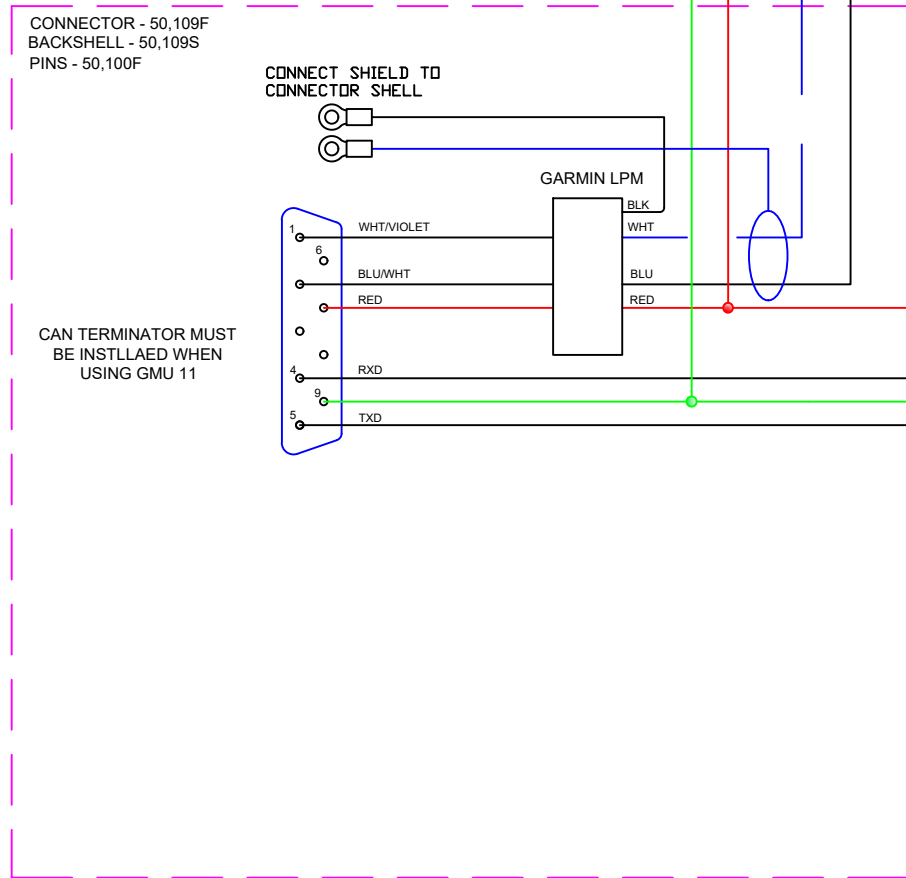 CONNECTOR - 50,109F
BACKSHELL - 50,109S
PINS - 50,100F
CONNECT SHIELD TO
CONNECTOR SHELL
GARMIN LPM
BLK
1
WHT/VIOLET
WHT
6
BLU/WHT
BLU
RED
RED
CAN TERMINATOR MUST
BE INSTLLAED WHEN
USING GMU 11
4
RXD
9
5
TXD